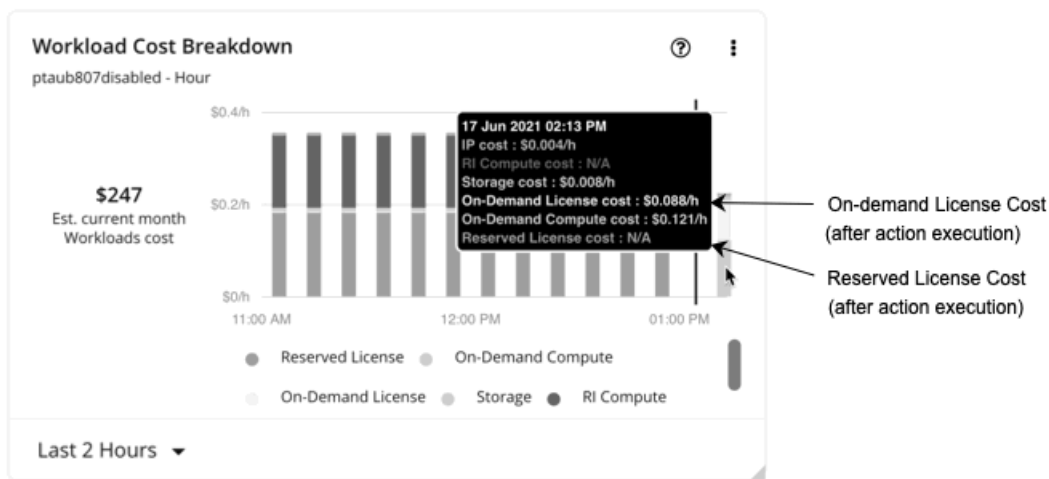 Workload Cost Breakdown
ptaub807disabled - Hour
$0.4/h
17 Jun 2021 02:13 PM
IP cost : $0.004/h
RI Compute cost : N/A
Storage cost : $0.008/h
On-Demand License cost : $0.088/h
On-Demand Compute cost : $0.121/h
Reserved License cost : N/A
$247
Est. current month
Workloads cost
$0.2/h
$0/h
On-demand License Cost
(after action execution)
Reserved License Cost
(after action execution)
11:00 AM 12:00 PM 01:00 PM
Reserved License On-Demand Compute
On-Demand License Storage RI Compute
Last 2 Hours